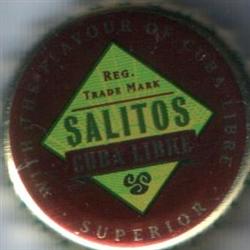 WITH THE FLAVOUR OF CUBA LIBRE
REG.
TRADE MARK
SALITOS
CUBA LIBRE
SUPERIOR